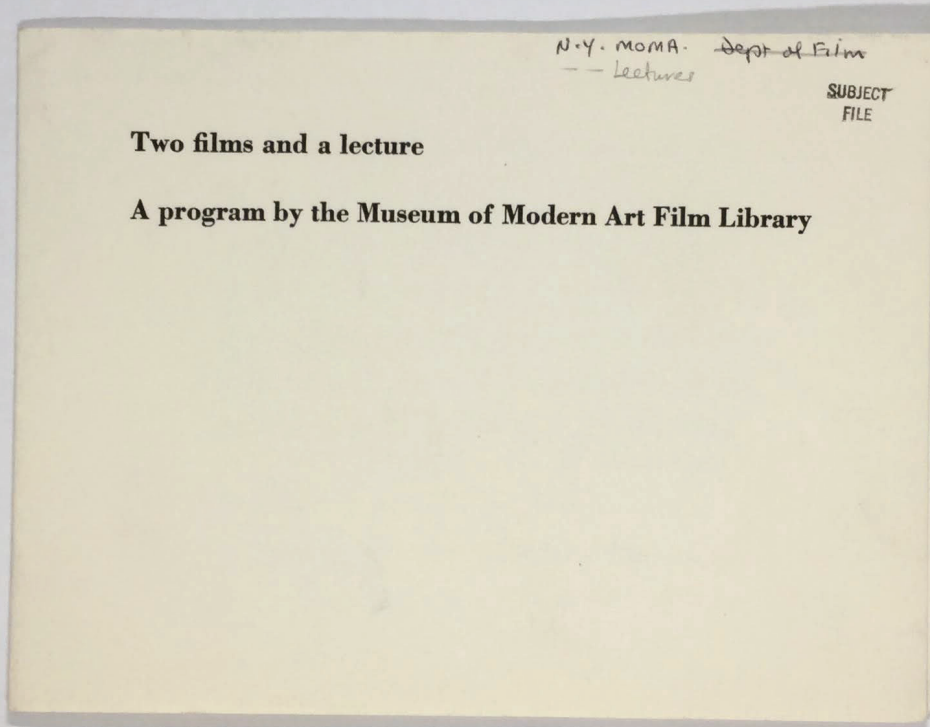 N.Y. MOMA. Dept of Film
-- Lectures
SUBJECT
FILE
Two films and a lecture
A program by the Museum of Modern Art Film Library